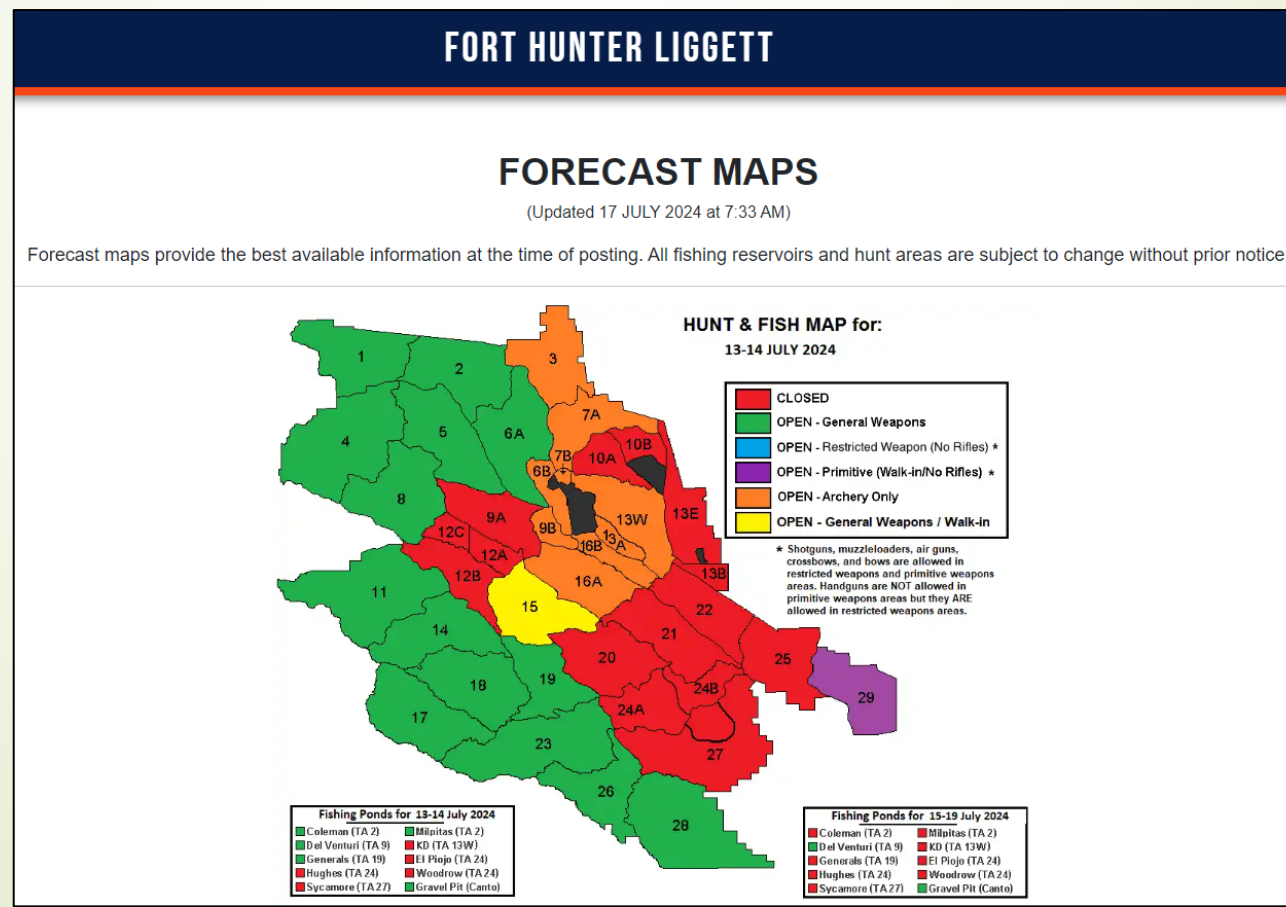 FORT HUNTER LIGGETT
FORECAST MAPS
(Updated 17 JULY 2024 at 7:33 AM)
Forecast maps provide the best available information at the time of posting. All fishing reservoirs and hunt areas are subject to change without prior notice
HUNT & FISH MAP for:
13-14 JULY 2024
CLOSED
OPEN - General Weapons
OPEN - Restricted Weapon (No Rifles) *
OPEN - Primitive (Walk-in/No Rifles) *
OPEN - Archery Only
OPEN - General Weapons / Walk-in
* Shotguns, muzzleloaders, air guns,
crossbows, and bows are allowed in
restricted weapons and primitive weapons
areas. Handguns are NOT allowed in
primitive weapons areas but they ARE
allowed in restricted weapons areas.
1
2
3
4
5
6A
7A
7B
6B
10A
10B
8
9A
9B
13W
13E
12C
12A
16B
13A
12B
16A
13B
11
15
22
14
21
20
25
18
19
24B
29
17
24A
23
27
26
28
Fishing Ponds for 13-14 July 2024
Coleman (TA 2) Milpitas (TA 2)
Del Venturi (TA 9) KD (TA 13W)
Generals (TA 19) El Piojo (TA 24)
Hughes (TA 24) Woodrow (TA 24)
Sycamore (TA 27) Gravel Pit (Canto)
Fishing Ponds for 15-19 July 2024
Coleman (TA 2) Milpitas (TA 2)
Del Venturi (TA 9) KD (TA 13W)
Generals (TA 19) El Piojo (TA 24)
Hughes (TA 24) Woodrow (TA 24)
Sycamore (TA 27) Gravel Pit (Canto)